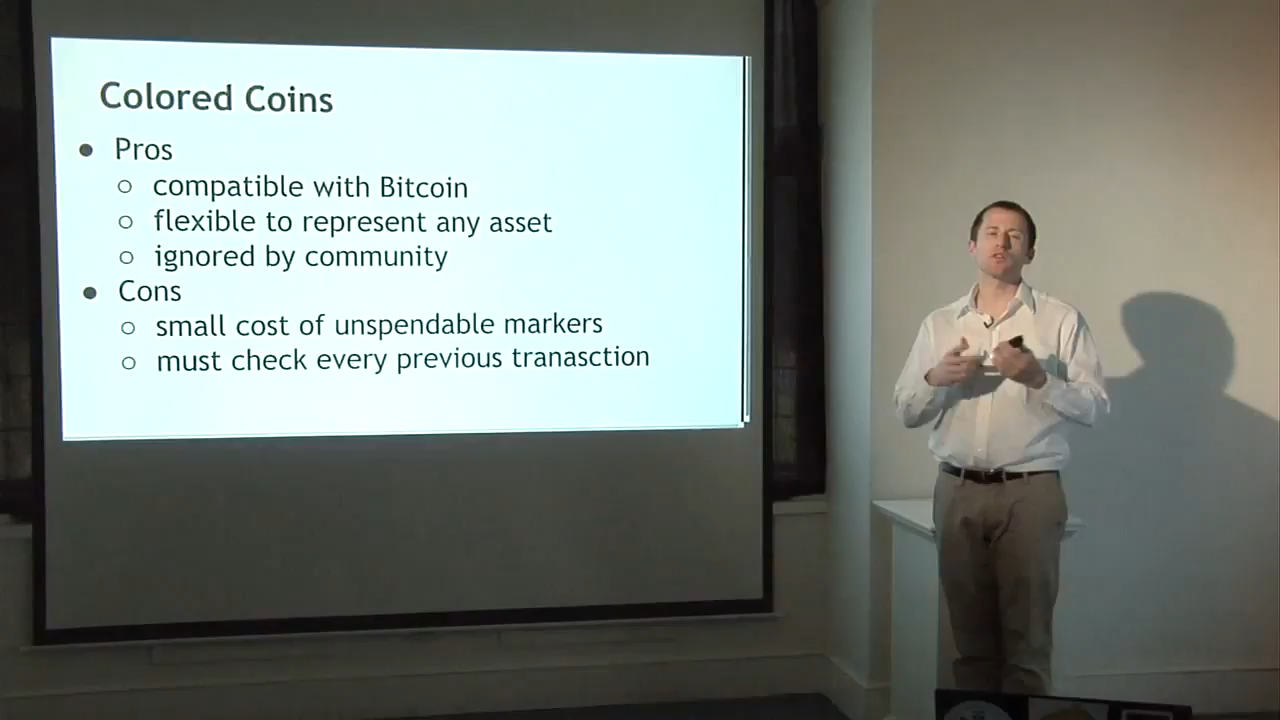 Colored Coins
● Pros
○ compatible with Bitcoin
○ flexible to represent any asset
○ ignored by community
● Cons
○ small cost of unspendable markers
○ must check every previous tranasction